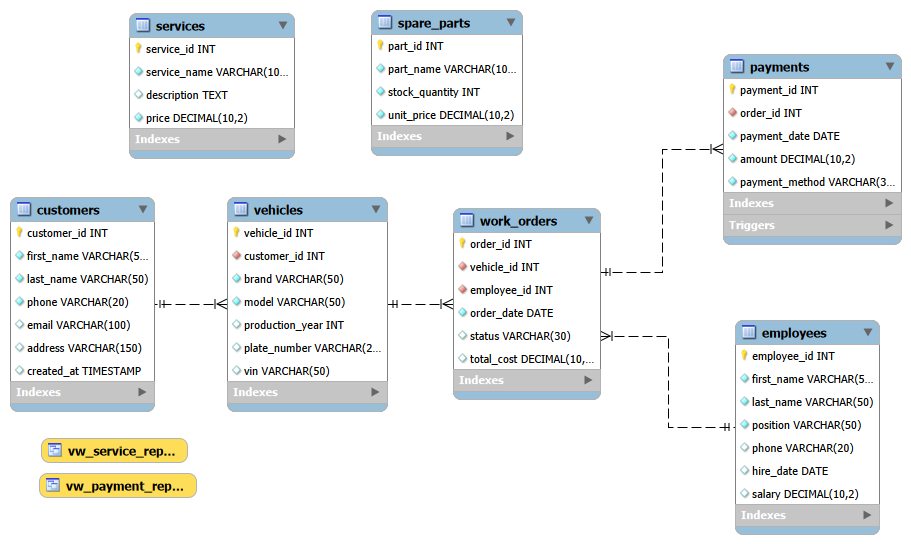 services
service_id INT
service_name VARCHAR(10...
description TEXT
price DECIMAL(10,2)
Indexes
spare_parts
part_id INT
part_name VARCHAR(10...
stock_quantity INT
unit_price DECIMAL(10,2)
Indexes
payments
payment_id INT
order_id INT
payment_date DATE
amount DECIMAL(10,2)
payment_method VARCHAR(3...
Indexes
Triggers
customers
customer_id INT
first_name VARCHAR(5...
last_name VARCHAR(50)
phone VARCHAR(20)
email VARCHAR(100)
address VARCHAR(150)
created_at TIMESTAMP
Indexes
vehicles
vehicle_id INT
customer_id INT
brand VARCHAR(50)
model VARCHAR(50)
production_year INT
plate_number VARCHAR(2...
vin VARCHAR(50)
Indexes
work_orders
order_id INT
vehicle_id INT
employee_id INT
order_date DATE
status VARCHAR(30)
total_cost DECIMAL(10,...
Indexes
employees
employee_id INT
first_name VARCHAR(5...
last_name VARCHAR(50)
position VARCHAR(50)
phone VARCHAR(20)
hire_date DATE
salary DECIMAL(10,2)
Indexes
vw_service_rep...
vw_payment_rep...